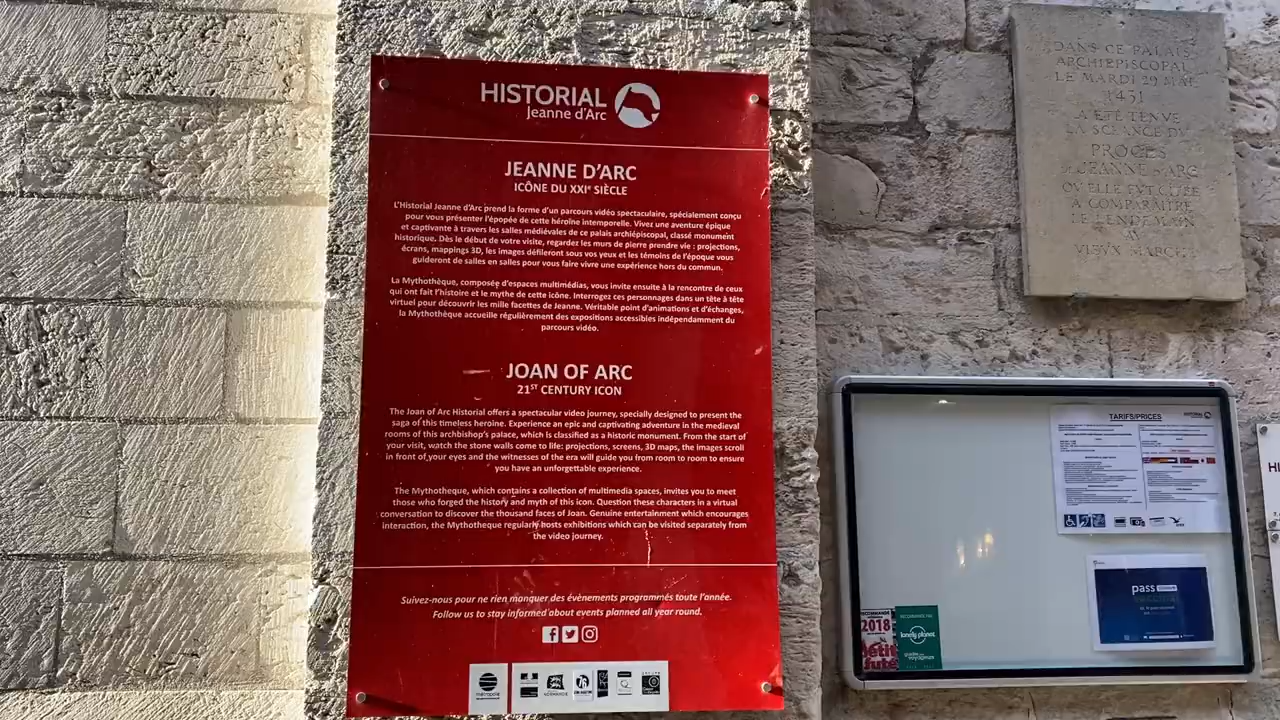 HISTORIAL
Jeanne d'Arc
JEANNE D'ARC
ICÔNE DU XXIᵉ SIÈCLE
L'Historial Jeanne d'Arc prend la forme d'un parcours vidéo spectaculaire, spécialement conçu
pour vous présenter l'épopée de cette héroïne intemporelle. Vivez une aventure épique
et captivante à travers les salles médiévales de ce palais archiépiscopal, classé monument
historique. Dès le début de votre visite, regardez les murs de pierre prendre vie : projections,
écrans, mappings 3D, les images défileront sous vos yeux et les témoins de l'époque vous
guideront de salles en salles pour vous faire vivre une expérience hors du commun.
La Mythothèque, composée d'espaces multimédias, vous invite ensuite à la rencontre de ceux
qui ont fait l'histoire et le mythe de cette icône. Interrogez ces personnages dans un tête à tête
virtuel pour découvrir les mille facettes de Jeanne. Véritable point d'animations et d'échanges,
la Mythothèque accueille régulièrement des expositions accessibles indépendamment du
parcours vidéo.
JOAN OF ARC
21ST CENTURY ICON
The Joan of Arc Historial offers a spectacular video journey, specially designed to present the
saga of this timeless heroine. Experience an epic and captivating adventure in the medieval
rooms of this archbishop's palace, which is classified as a historic monument. From the start of
your visit, watch the stone walls come to life: projections, screens, 3D maps, the images scroll
in front of your eyes and the witnesses of the era will guide you from room to room to ensure
you have an unforgettable experience.
The Mythotheque, which contains a collection of multimedia spaces, invites you to meet
those who forged the history and myth of this icon. Question these characters in a virtual
conversation to discover the thousand faces of Joan. Genuine entertainment which encourages
interaction, the Mythotheque regularly hosts exhibitions which can be visited separately from
the video journey.
Suivez-nous pour ne rien manquer des évènements programmés toute l'année.
Follow us to stay informed about events planned all year round.
métropole
DANS CE PALAIS
ARCHIEPISCOPAL
LE MARDI 29 MAI
1431
A ETE TENVE
LA SCEANCE DV
PROCES
JEANNE D'ARC
TARIFS/PRICES
HISTORIAL
pass
RECOMMANDÉ
2018
petit
futé
RECOMMANDÉ PAR
lonely planet